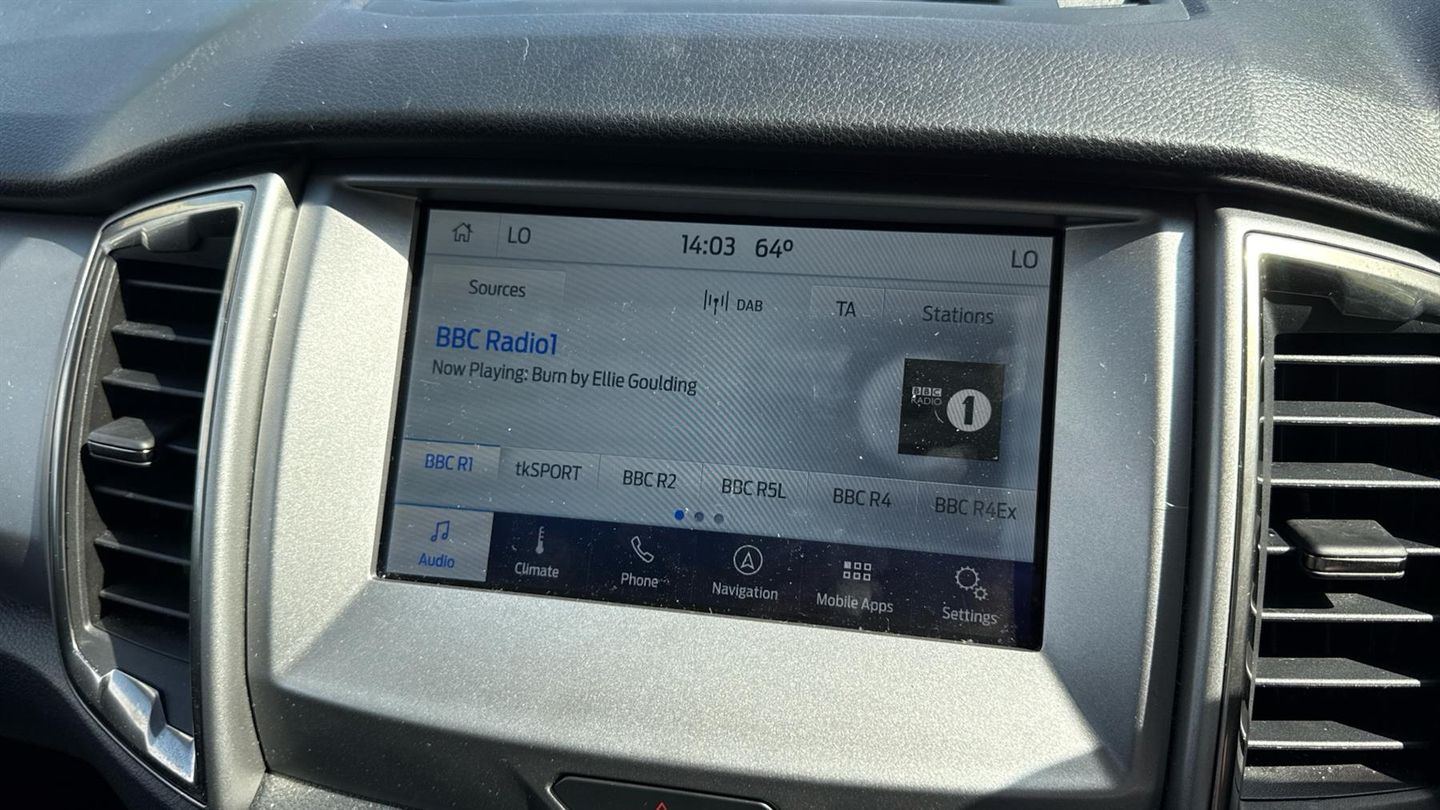 LO 14:03 64º LO
Sources DAB TA Stations
BBC Radio1
Now Playing: Burn by Ellie Goulding
BBC
RADIO 1
BBC R1 tkSPORT BBC R2 BBC R5L BBC R4 BBC R4Ex
Audio Climate Phone Navigation Mobile Apps Settings